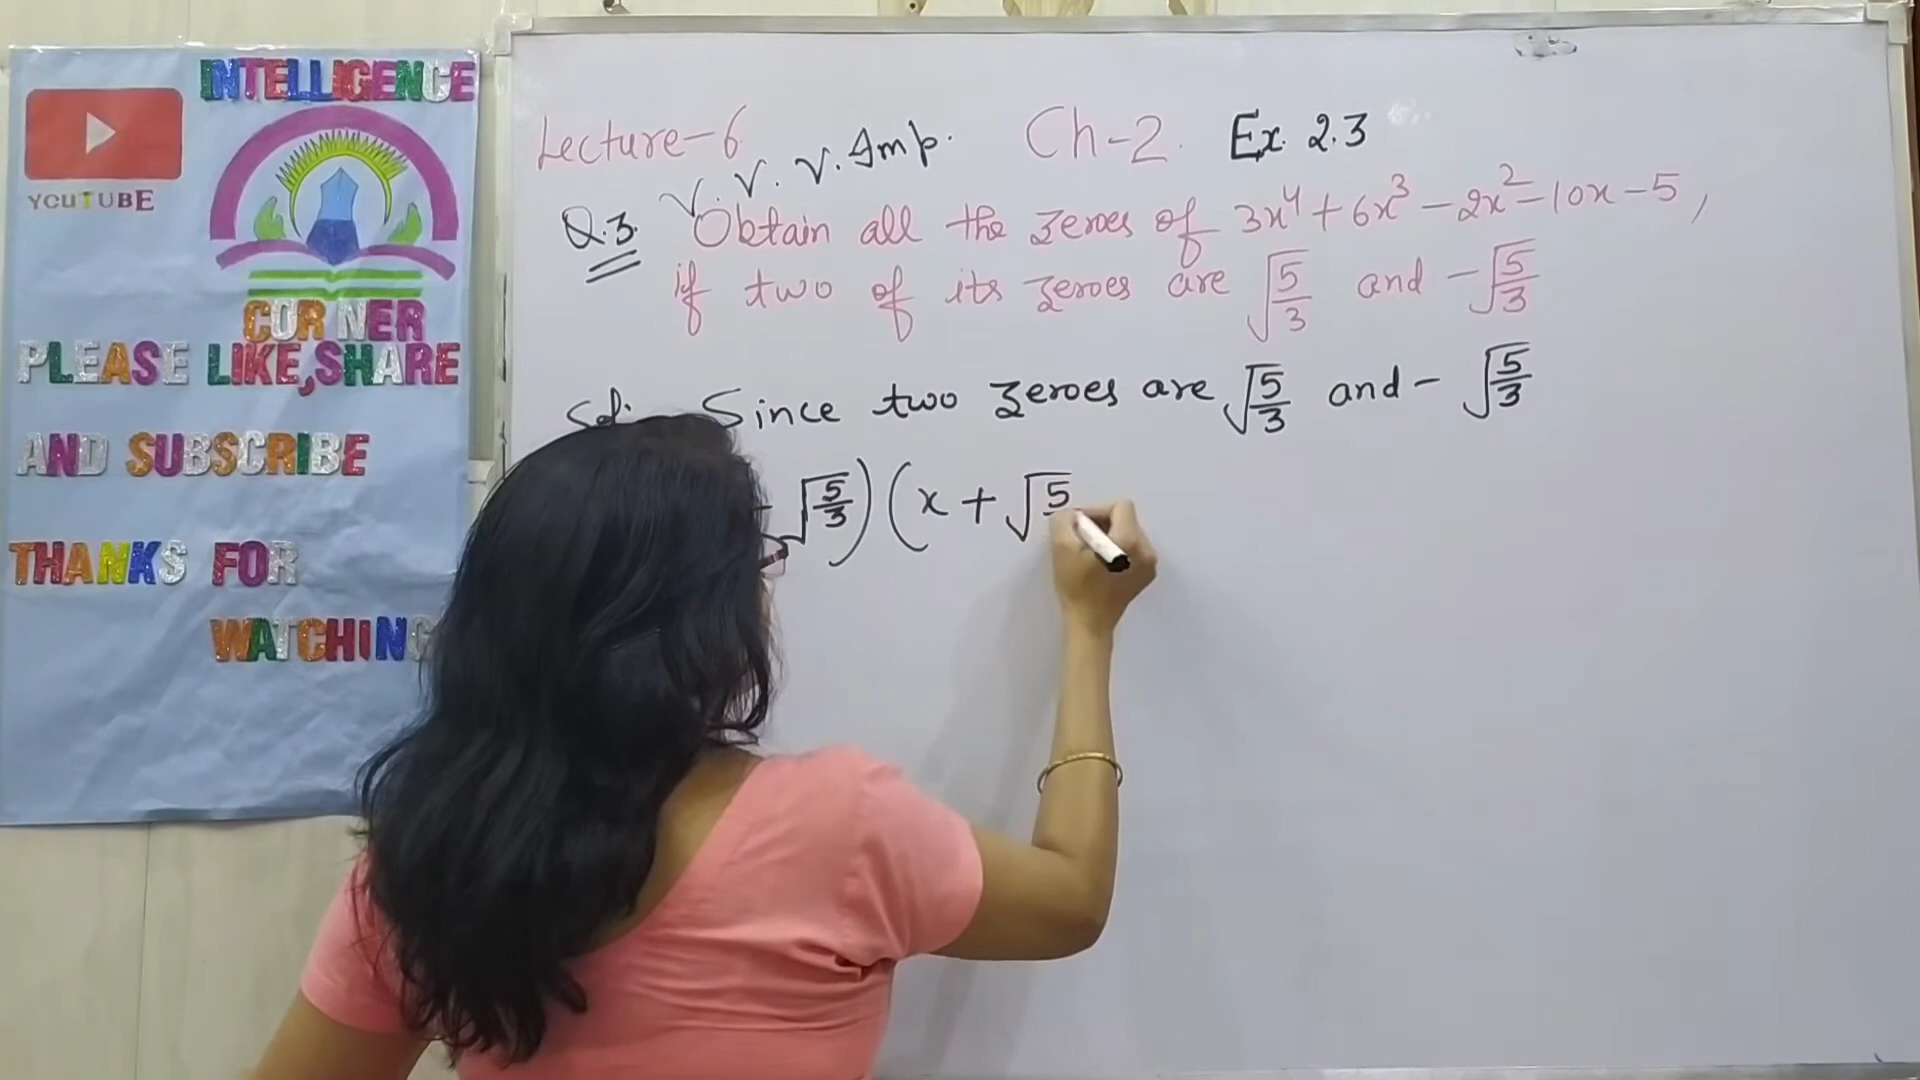 INTELLIGENCE
YOUTUBE
CORNER
PLEASE LIKE,SHARE
AND SUBSCRIBE
THANKS FOR
WATCHING
Lecture-6 V. V. V. Imp. Ch-2. Ex. 2.3
Q.3. Obtain all the zeroes of 3x⁴ + 6x³ - 2x² - 10x - 5,
if two of its zeroes are √5/3 and -√5/3
Sol. Since two zeroes are √5/3 and - √5/3
- √5/3) (x + √5